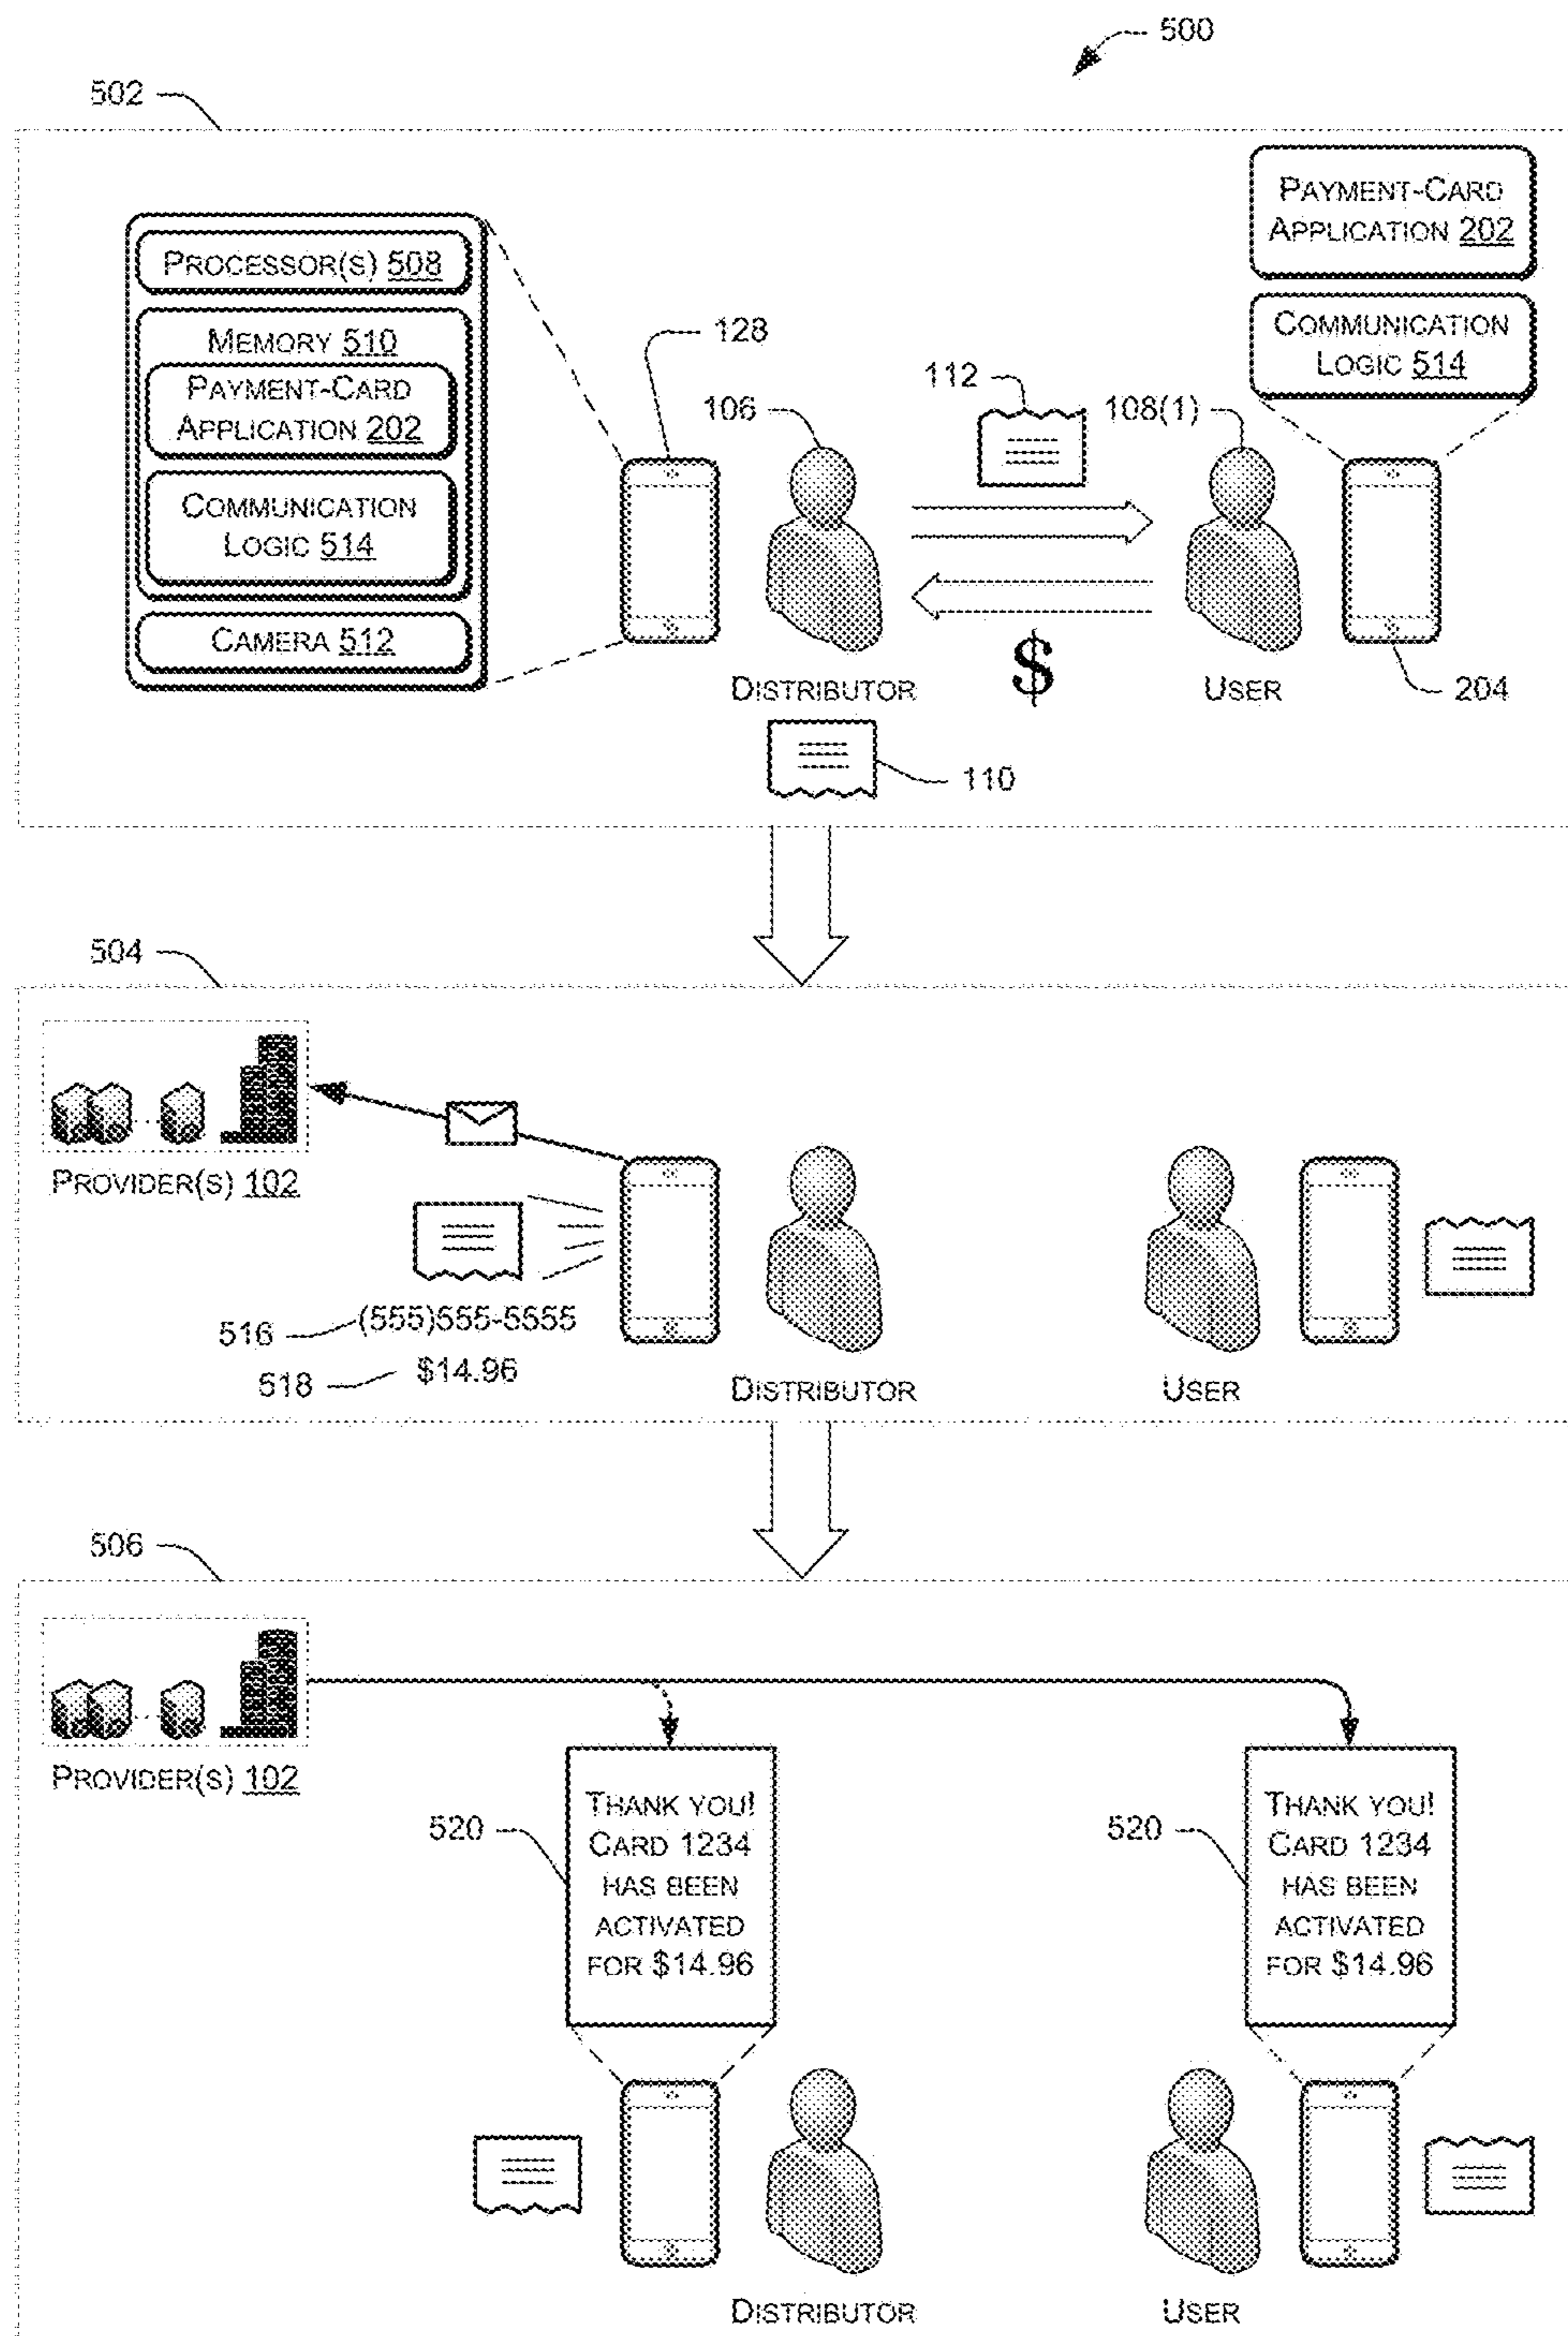 500
502
PROCESSOR(S) 508
MEMORY 510
PAYMENT-CARD
APPLICATION 202
COMMUNICATION
LOGIC 514
CAMERA 512
128
106
112
108(1)
PAYMENT-CARD
APPLICATION 202
COMMUNICATION
LOGIC 514
$
DISTRIBUTOR
USER
204
110
504
PROVIDER(S) 102
516
(555)555-5555
518
$14.96
DISTRIBUTOR
USER
506
PROVIDER(S) 102
520
THANK YOU!
CARD 1234
HAS BEEN
ACTIVATED
FOR $14.96
520
THANK YOU!
CARD 1234
HAS BEEN
ACTIVATED
FOR $14.96
DISTRIBUTOR
USER